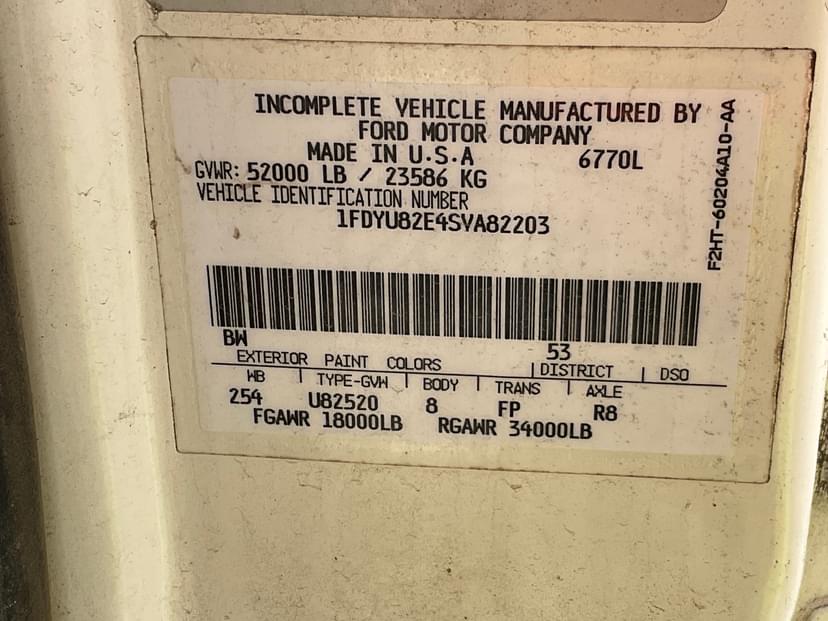 INCOMPLETE VEHICLE MANUFACTURED BY
FORD MOTOR COMPANY
MADE IN U.S.A 6770L
GVWR: 52000 LB / 23586 KG
VEHICLE IDENTIFICATION NUMBER
1FDYU82E4SVA82203
F2HT-60204A10-AA
BW 53
EXTERIOR PAINT COLORS | DISTRICT | DSO
WB | TYPE-GVW | BODY | TRANS | AXLE
254 U82520 8 FP R8
FGAWR 18000LB RGAWR 34000LB